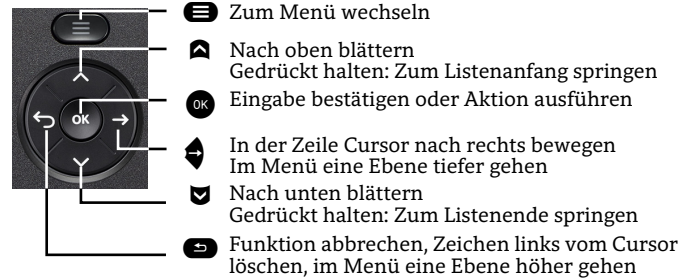 Zum Menü wechseln
Nach oben blättern
Gedrückt halten: Zum Listenanfang springen
OK
OK
Eingabe bestätigen oder Aktion ausführen
In der Zeile Cursor nach rechts bewegen
Im Menü eine Ebene tiefer gehen
Nach unten blättern
Gedrückt halten: Zum Listenende springen
Funktion abbrechen, Zeichen links vom Cursor
löschen, im Menü eine Ebene höher gehen